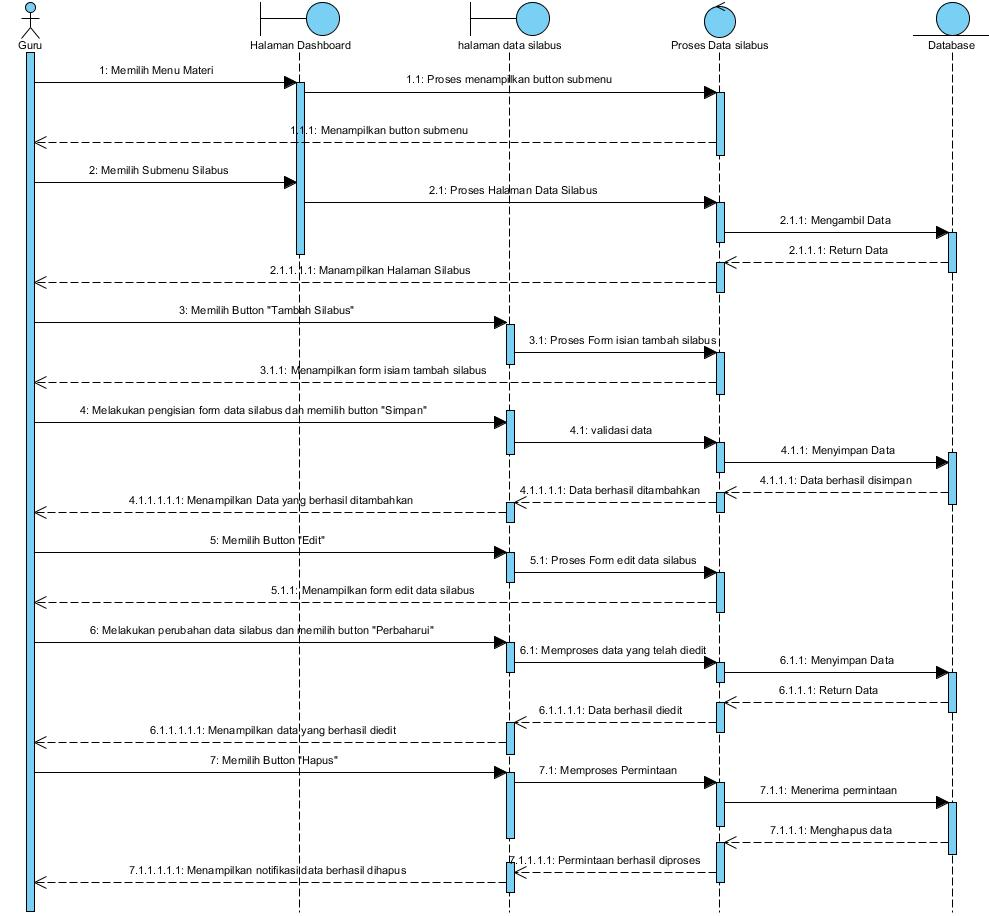 Guru
Halaman Dashboard
halaman data silabus
Proses Data silabus
Database
1: Memilih Menu Materi
1.1: Proses menampilkan button submenu
1.1.1: Menampilkan button submenu
2: Memilih Submenu Silabus
2.1: Proses Halaman Data Silabus
2.1.1: Mengambil Data
2.1.1.1: Return Data
2.1.1.1.1: Manampilkan Halaman Silabus
3: Memilih Button "Tambah Silabus"
3.1: Proses Form isian tambah silabus
3.1.1: Menampilkan form isiam tambah silabus
4: Melakukan pengisian form data silabus dan memilih button "Simpan"
4.1: validasi data
4.1.1: Menyimpan Data
4.1.1.1: Data berhasil disimpan
4.1.1.1.1: Data berhasil ditambahkan
4.1.1.1.1.1: Menampilkan Data yang berhasil ditambahkan
5: Memilih Button "Edit"
5.1: Proses Form edit data silabus
5.1.1: Menampilkan form edit data silabus
6: Melakukan perubahan data silabus dan memilih button "Perbaharui"
6.1: Memproses data yang telah diedit
6.1.1: Menyimpan Data
6.1.1.1: Return Data
6.1.1.1.1: Data berhasil diedit
6.1.1.1.1.1: Menampilkan data yang berhasil diedit
7: Memilih Button "Hapus"
7.1: Memproses Permintaan
7.1.1: Menerima permintaan
7.1.1.1: Menghapus data
7.1.1.1.1: Permintaan berhasil diproses
7.1.1.1.1.1: Menampilkan notifikasi data berhasil dihapus